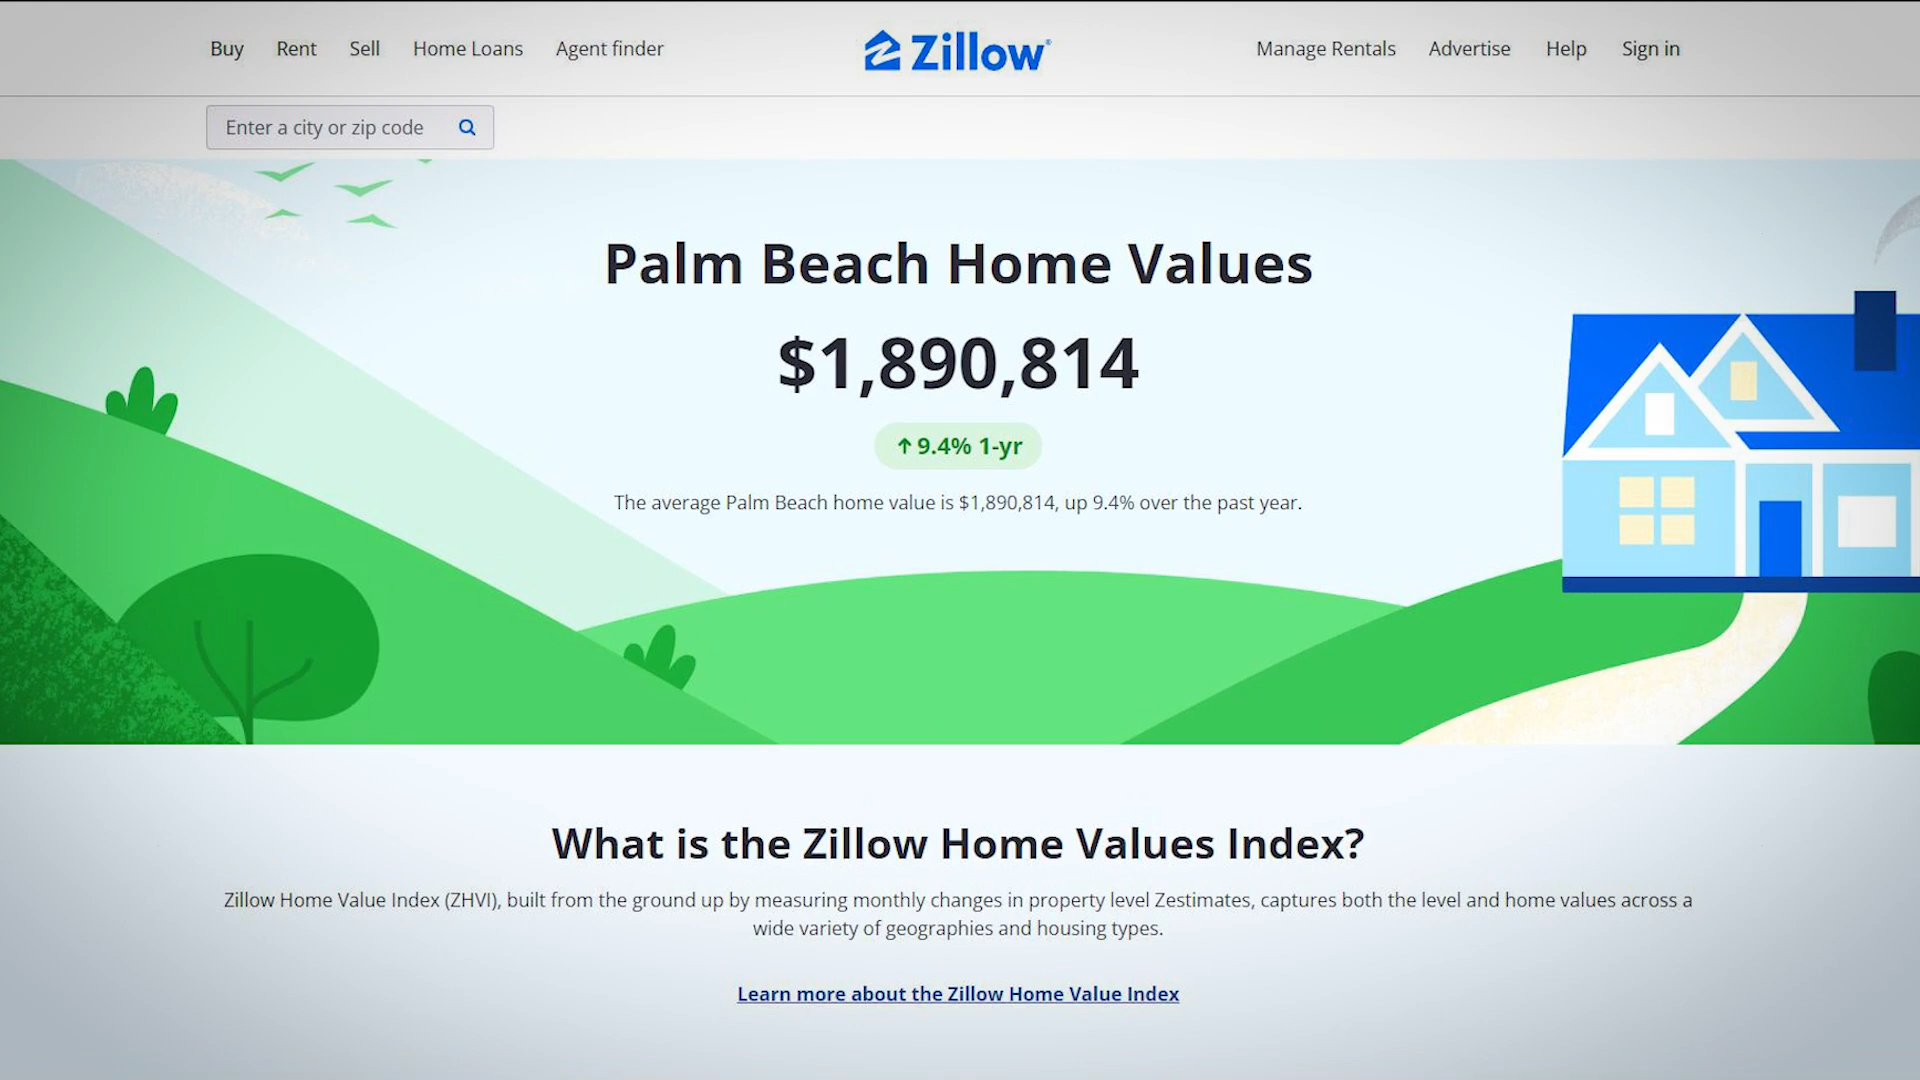 Buy Rent Sell Home Loans Agent finder Zillow® Manage Rentals Advertise Help Sign in
Enter a city or zip code
Palm Beach Home Values
$1,890,814
↑ 9.4% 1-yr
The average Palm Beach home value is $1,890,814, up 9.4% over the past year.
What is the Zillow Home Values Index?
Zillow Home Value Index (ZHVI), built from the ground up by measuring monthly changes in property level Zestimates, captures both the level and home values across a
wide variety of geographies and housing types.
Learn more about the Zillow Home Value Index